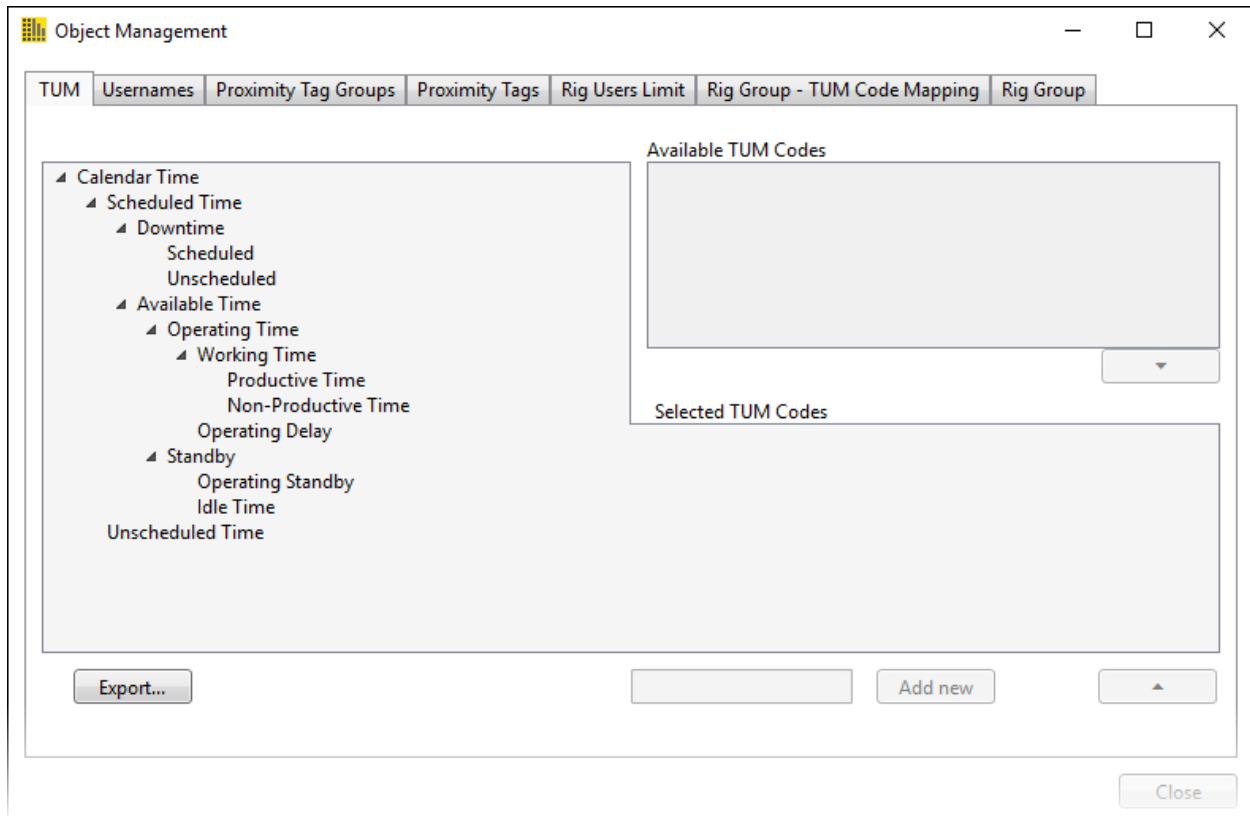 Object Management
TUM Usernames Proximity Tag Groups Proximity Tags Rig Users Limit Rig Group - TUM Code Mapping Rig Group
Available TUM Codes
Calendar Time
Scheduled Time
Downtime
Scheduled
Unscheduled
Available Time
Operating Time
Working Time
Productive Time
Non-Productive Time
Selected TUM Codes
Operating Delay
Standby
Operating Standby
Idle Time
Unscheduled Time
Export... Add new
Close